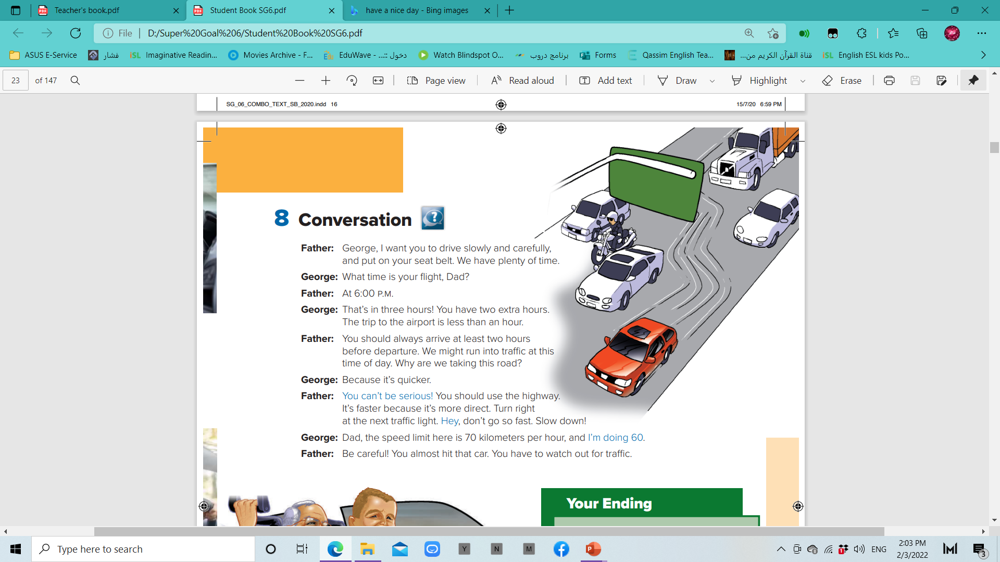 Teacher's book.pdf
Student Book SG6.pdf
have a nice day - Bing images
File
D:/Super%20Goal%206/Student%20Book%20SG6.pdf
ASUS E-Service
فشار
iSL Imaginative Readin...
Movies Archive - F...
EduWave - ...:: دخول
Watch Blindspot O...
برنامج دروب
Forms
Qassim English Tea...
قناة القرآن الكريم من...
iSL English ESL kids Po...
23 of 147
Page view
Read aloud
Add text
Draw
Highlight
Erase
SG_06_COMBO_TEXT_SB_2020.indd 16
15/7/20 6:59 PM
8 Conversation
Father: George, I want you to drive slowly and carefully,
and put on your seat belt. We have plenty of time.
George: What time is your flight, Dad?
Father: At 6:00 P.M.
George: That's in three hours! You have two extra hours.
The trip to the airport is less than an hour.
Father: You should always arrive at least two hours
before departure. We might run into traffic at this
time of day. Why are we taking this road?
George: Because it's quicker.
Father: You can't be serious! You should use the highway.
It's faster because it's more direct. Turn right
at the next traffic light. Hey, don't go so fast. Slow down!
George: Dad, the speed limit here is 70 kilometers per hour, and I'm doing 60.
Father: Be careful! You almost hit that car. You have to watch out for traffic.
Your Ending
Type here to search
Y
N
M
1
ENG
2:03 PM
2/3/2022
3